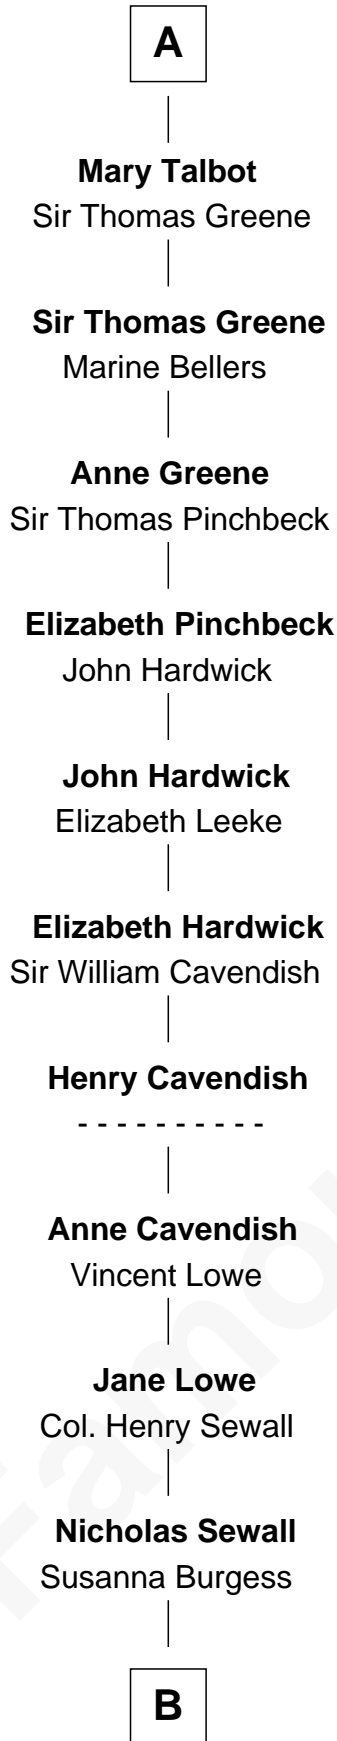 A
Mary Talbot
Sir Thomas Greene
Sir Thomas Greene
Marine Bellers
Anne Greene
Sir Thomas Pinchbeck
Elizabeth Pinchbeck
John Hardwick
John Hardwick
Elizabeth Leeke
Elizabeth Hardwick
Sir William Cavendish
Henry Cavendish
- - - - - - - - - -
Anne Cavendish
Vincent Lowe
Jane Lowe
Col. Henry Sewall
Nicholas Sewall
Susanna Burgess
B
Famou